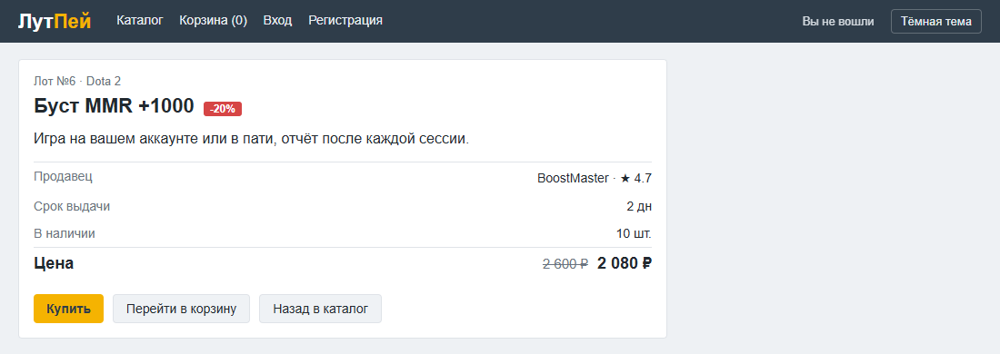 ЛутПей Каталог Корзина (0) Вход Регистрация Вы не вошли Тёмная тема
Лот №6 · Dota 2
Буст MMR +1000 -20%
Игра на вашем аккаунте или в пати, отчёт после каждой сессии.
Продавец BoostMaster · ★ 4.7
Срок выдачи 2 дн
В наличии 10 шт.
Цена 2 600 ₽ 2 080 ₽
Купить Перейти в корзину Назад в каталог